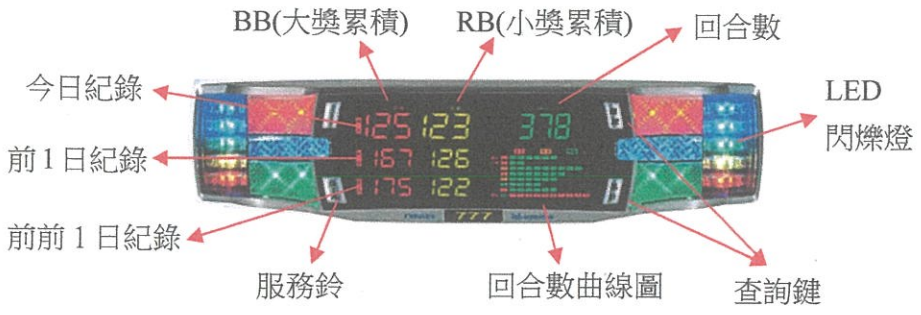 BB(大獎累積) RB(小獎累積) 回合數
今日紀錄
LED
閃爍燈
125 123 378
前1日紀錄
167 126
175 122
前前1日紀錄
777
服務鈴 回合數曲線圖 查詢鍵